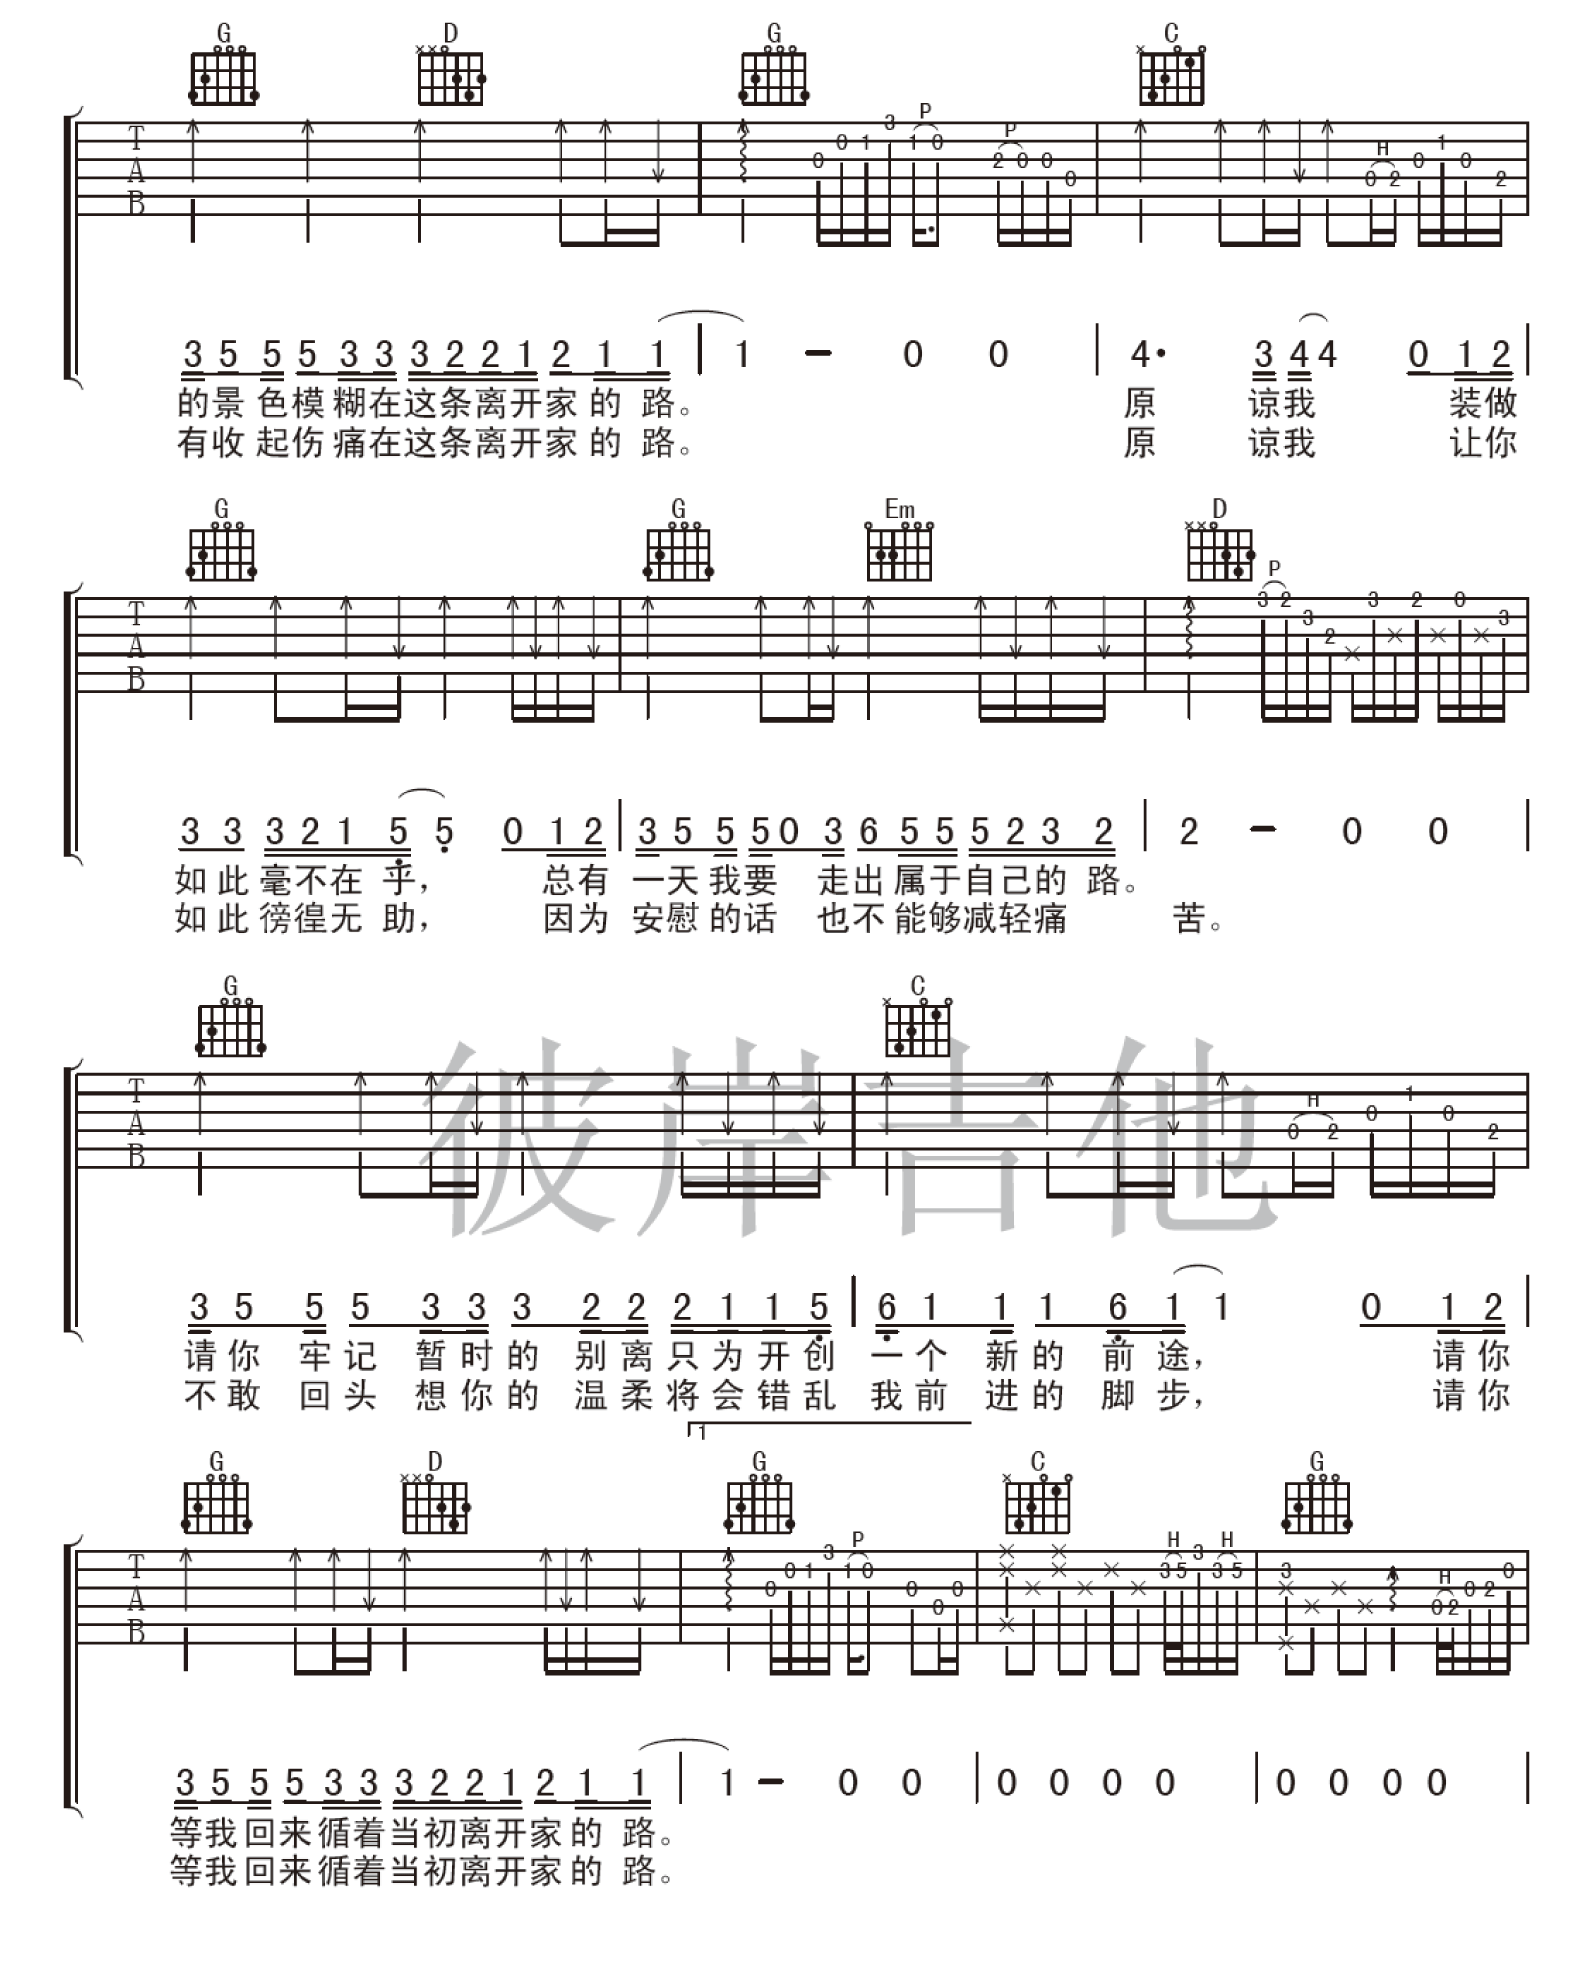 G D G C
P P H
T A B 0 0 1 3 1 0 2 0 0 0 0 2 0 1 0 2
3 5 5 5 3 3 3 2 2 1 2 1 1 1 - 0 0 4· 3 4 4 0 1 2
的景 色模 糊在这条离开家 的 路。 原 谅我 装做
有收 起伤 痛在这条离开家 的 路。 原 谅我 让你
G G Em D
P
T A B 3 2 3 2 × 3 × 2 × 0 × 3
3 3 3 2 1 5 5 0 1 2 3 5 5 5 0 3 6 5 5 5 2 3 2 2 - 0 0
如 此 毫不在 乎， 总有 一天 我要 走出 属于自己的 路。
如 此 徬徨无 助， 因为 安慰 的话 也不 能够减轻痛 苦。
G C
彼岸吉他
H
T A B 0 2 0 1 0 2
3 5 5 5 3 3 3 2 2 2 1 1 5 6 1 1 1 6 1 1 0 1 2
请你 牢记 暂时的 别离只为开创 一个 新的 前途， 请你
不敢 回头 想你的 温柔将会错乱 我前 进的 脚步， 请你
1
G D G C G
P H H H
T A B 0 0 1 3 1 0 0 0 0 × × × × × × × × × 3 5 3 3 5 3 × × × × × 0 2 0 2 0
3 5 5 5 3 3 3 2 2 1 2 1 1 1 - 0 0 0 0 0 0 0 0 0 0
等我 回来 循着当初离开家 的 路。
等我 回来 循着当初离开家 的 路。